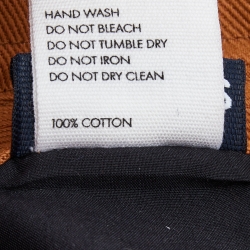 HAND WASH
DO NOT BLEACH
DO NOT TUMBLE DRY
DO NOT IRON
DO NOT DRY CLEAN
100% COTTON